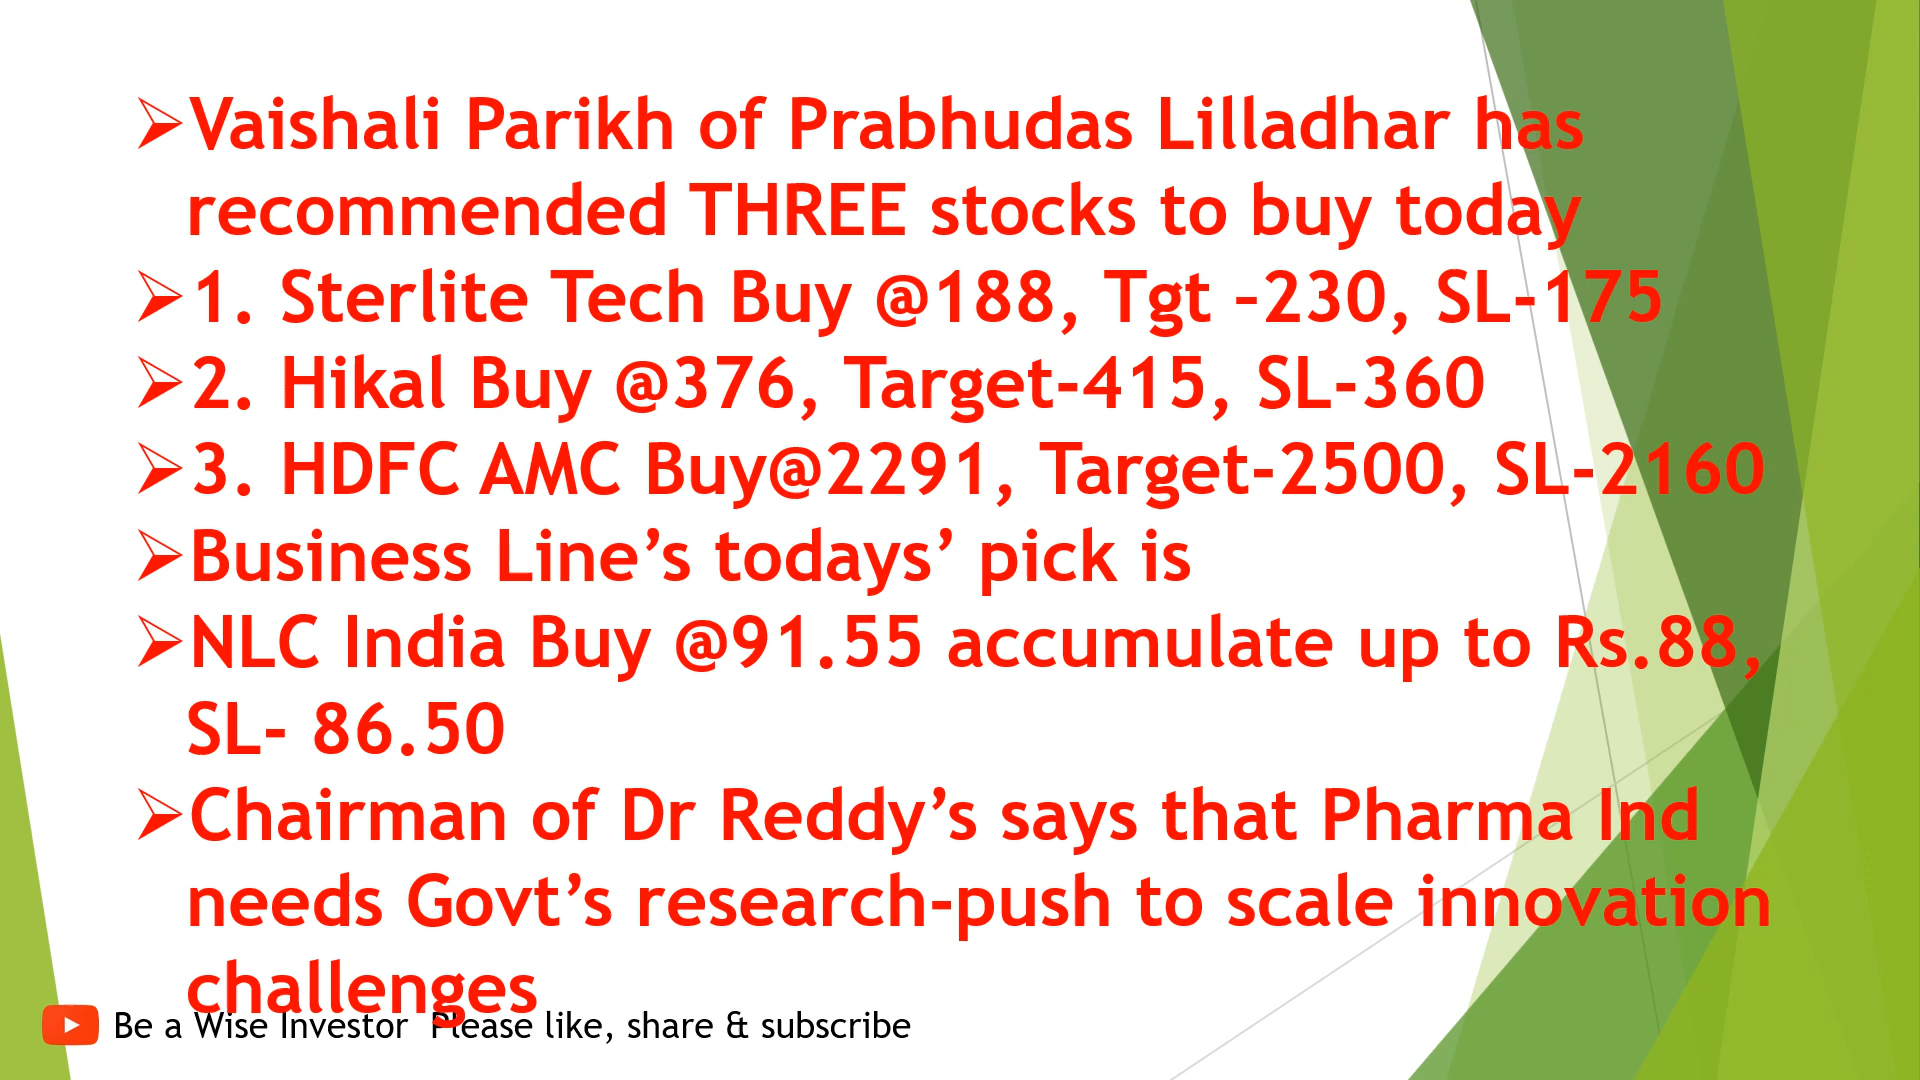 Vaishali Parikh of Prabhudas Lilladhar has
recommended THREE stocks to buy today
1. Sterlite Tech Buy @188, Tgt –230, SL-175
2. Hikal Buy @376, Target-415, SL-360
3. HDFC AMC Buy@2291, Target-2500, SL-2160
Business Line’s todays’ pick is
NLC India Buy @91.55 accumulate up to Rs.88,
SL- 86.50
Chairman of Dr Reddy’s says that Pharma Ind
needs Govt’s research-push to scale innovation
challenges
Be a Wise Investor  Please like, share & subscribe